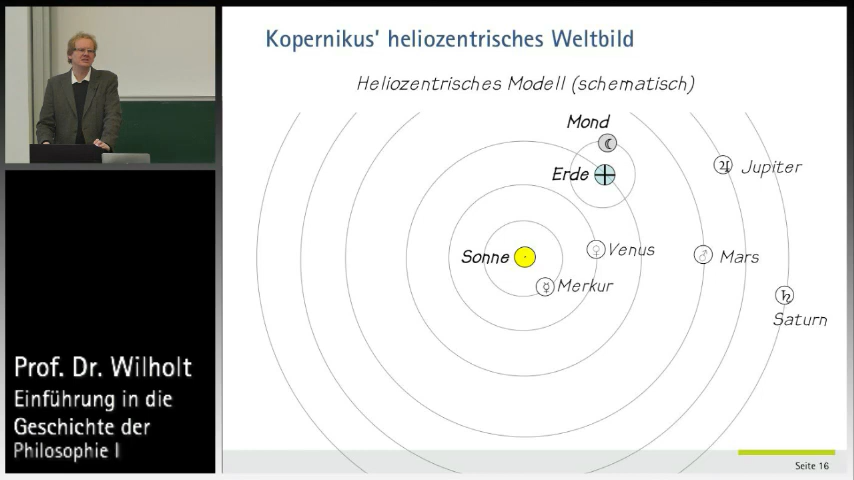 Kopernikus' heliozentrisches Weltbild
Heliozentrisches Modell (schematisch)
Mond
Erde
Jupiter
Sonne
Venus
Mars
Merkur
Saturn
Prof. Dr. Wilholt
Einführung in die
Geschichte der
Philosophie I
Seite 16